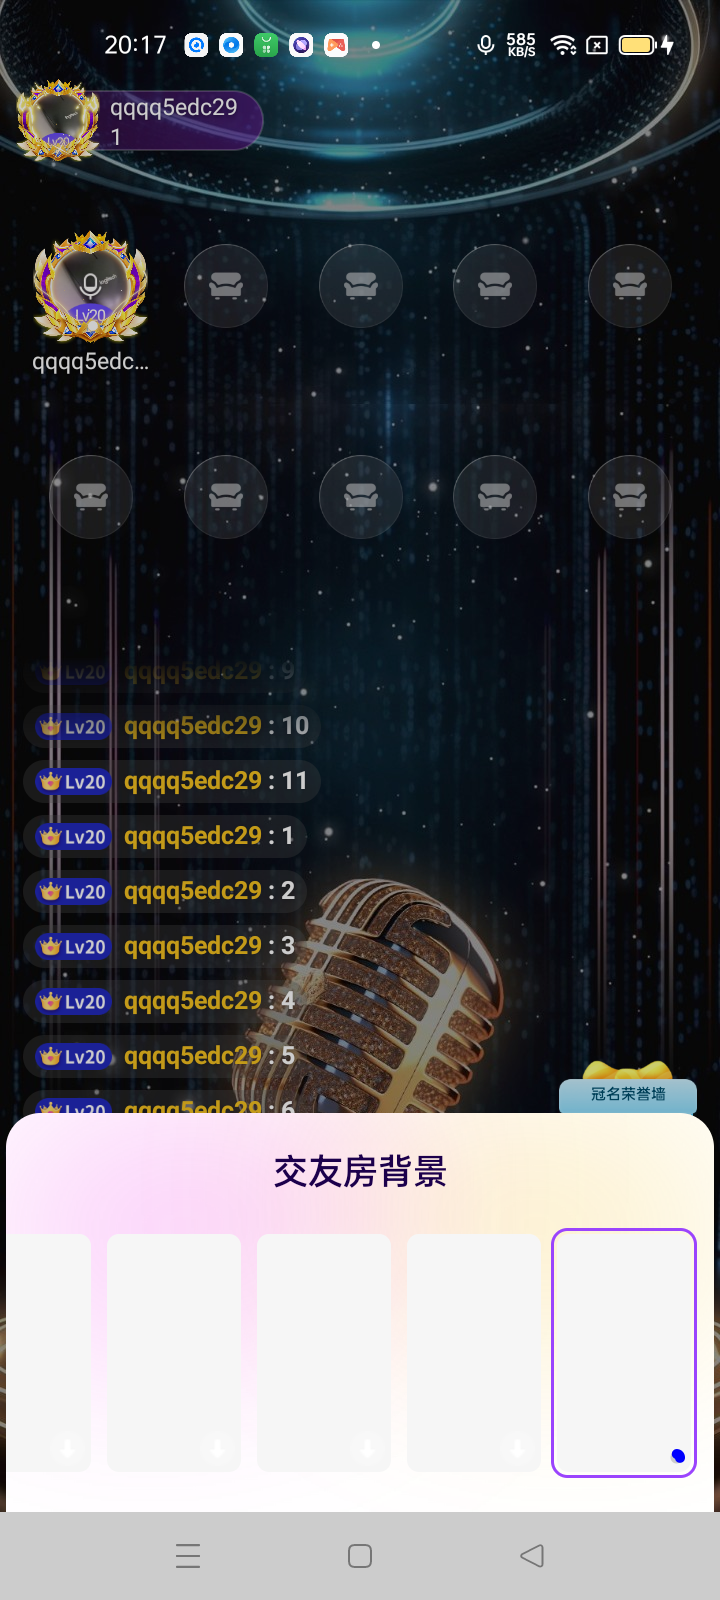 20:17
585
KB/S
qqqq5edc29
1
Lv20
Lv20
qqqq5edc...
Lv20 qqqq5edc29 : 9
Lv20 qqqq5edc29 : 10
Lv20 qqqq5edc29 : 11
Lv20 qqqq5edc29 : 1
Lv20 qqqq5edc29 : 2
Lv20 qqqq5edc29 : 3
Lv20 qqqq5edc29 : 4
Lv20 qqqq5edc29 : 5
Lv20 qqqq5edc29 : 6
冠名荣誉墙
交友房背景